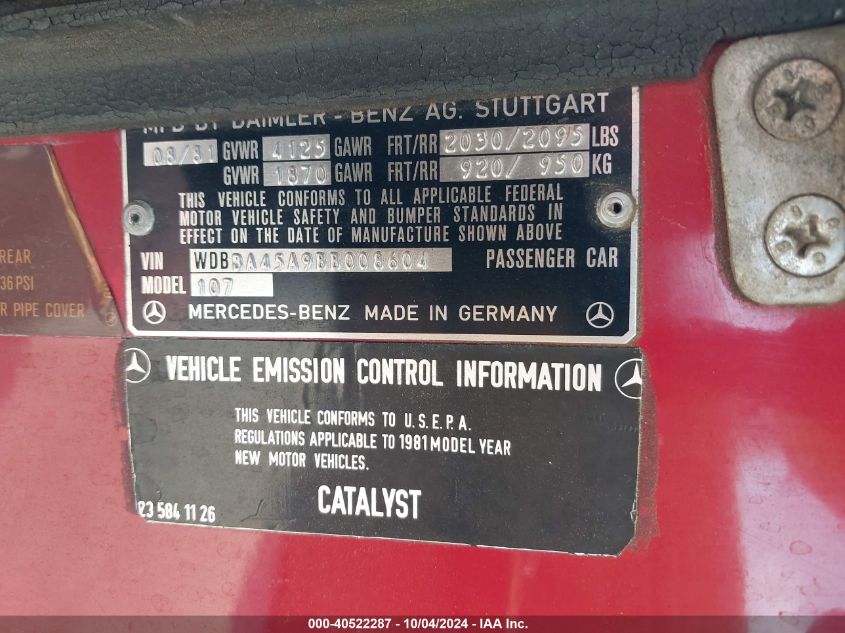 MFD BY DAIMLER - BENZ AG. STUTTGART
08/81 GVWR 4125 GAWR FRT/RR 2030/2095 LBS
GVWR 1870 GAWR FRT/RR 920/ 950 KG
THIS VEHICLE CONFORMS TO ALL APPLICABLE FEDERAL
MOTOR VEHICLE SAFETY AND BUMPER STANDARDS IN
EFFECT ON THE DATE OF MANUFACTURE SHOWN ABOVE
VIN WDBBA45A9BB008604 PASSENGER CAR
MODEL 107
MERCEDES-BENZ MADE IN GERMANY
REAR
36 PSI
R PIPE COVER
VEHICLE EMISSION CONTROL INFORMATION
THIS VEHICLE CONFORMS TO U.S.E.P.A.
REGULATIONS APPLICABLE TO 1981 MODEL YEAR
NEW MOTOR VEHICLES.
CATALYST
23 584 11 26
000-40522287 - 10/04/2024 - IAA Inc.